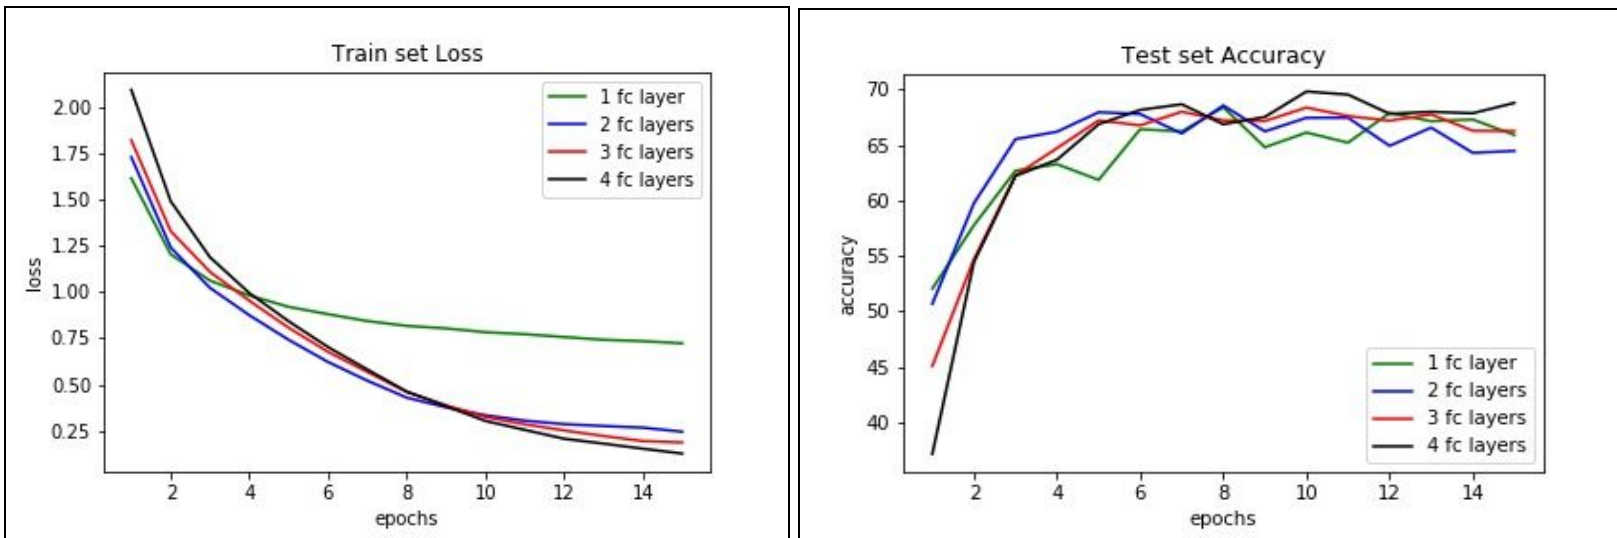 Train set Loss
1 fc layer
2 fc layers
3 fc layers
4 fc layers
loss
2.00
1.75
1.50
1.25
1.00
0.75
0.50
0.25
2 4 6 8 10 12 14
epochs
Test set Accuracy
accuracy
70
65
60
55
50
45
40
1 fc layer
2 fc layers
3 fc layers
4 fc layers
2 4 6 8 10 12 14
epochs